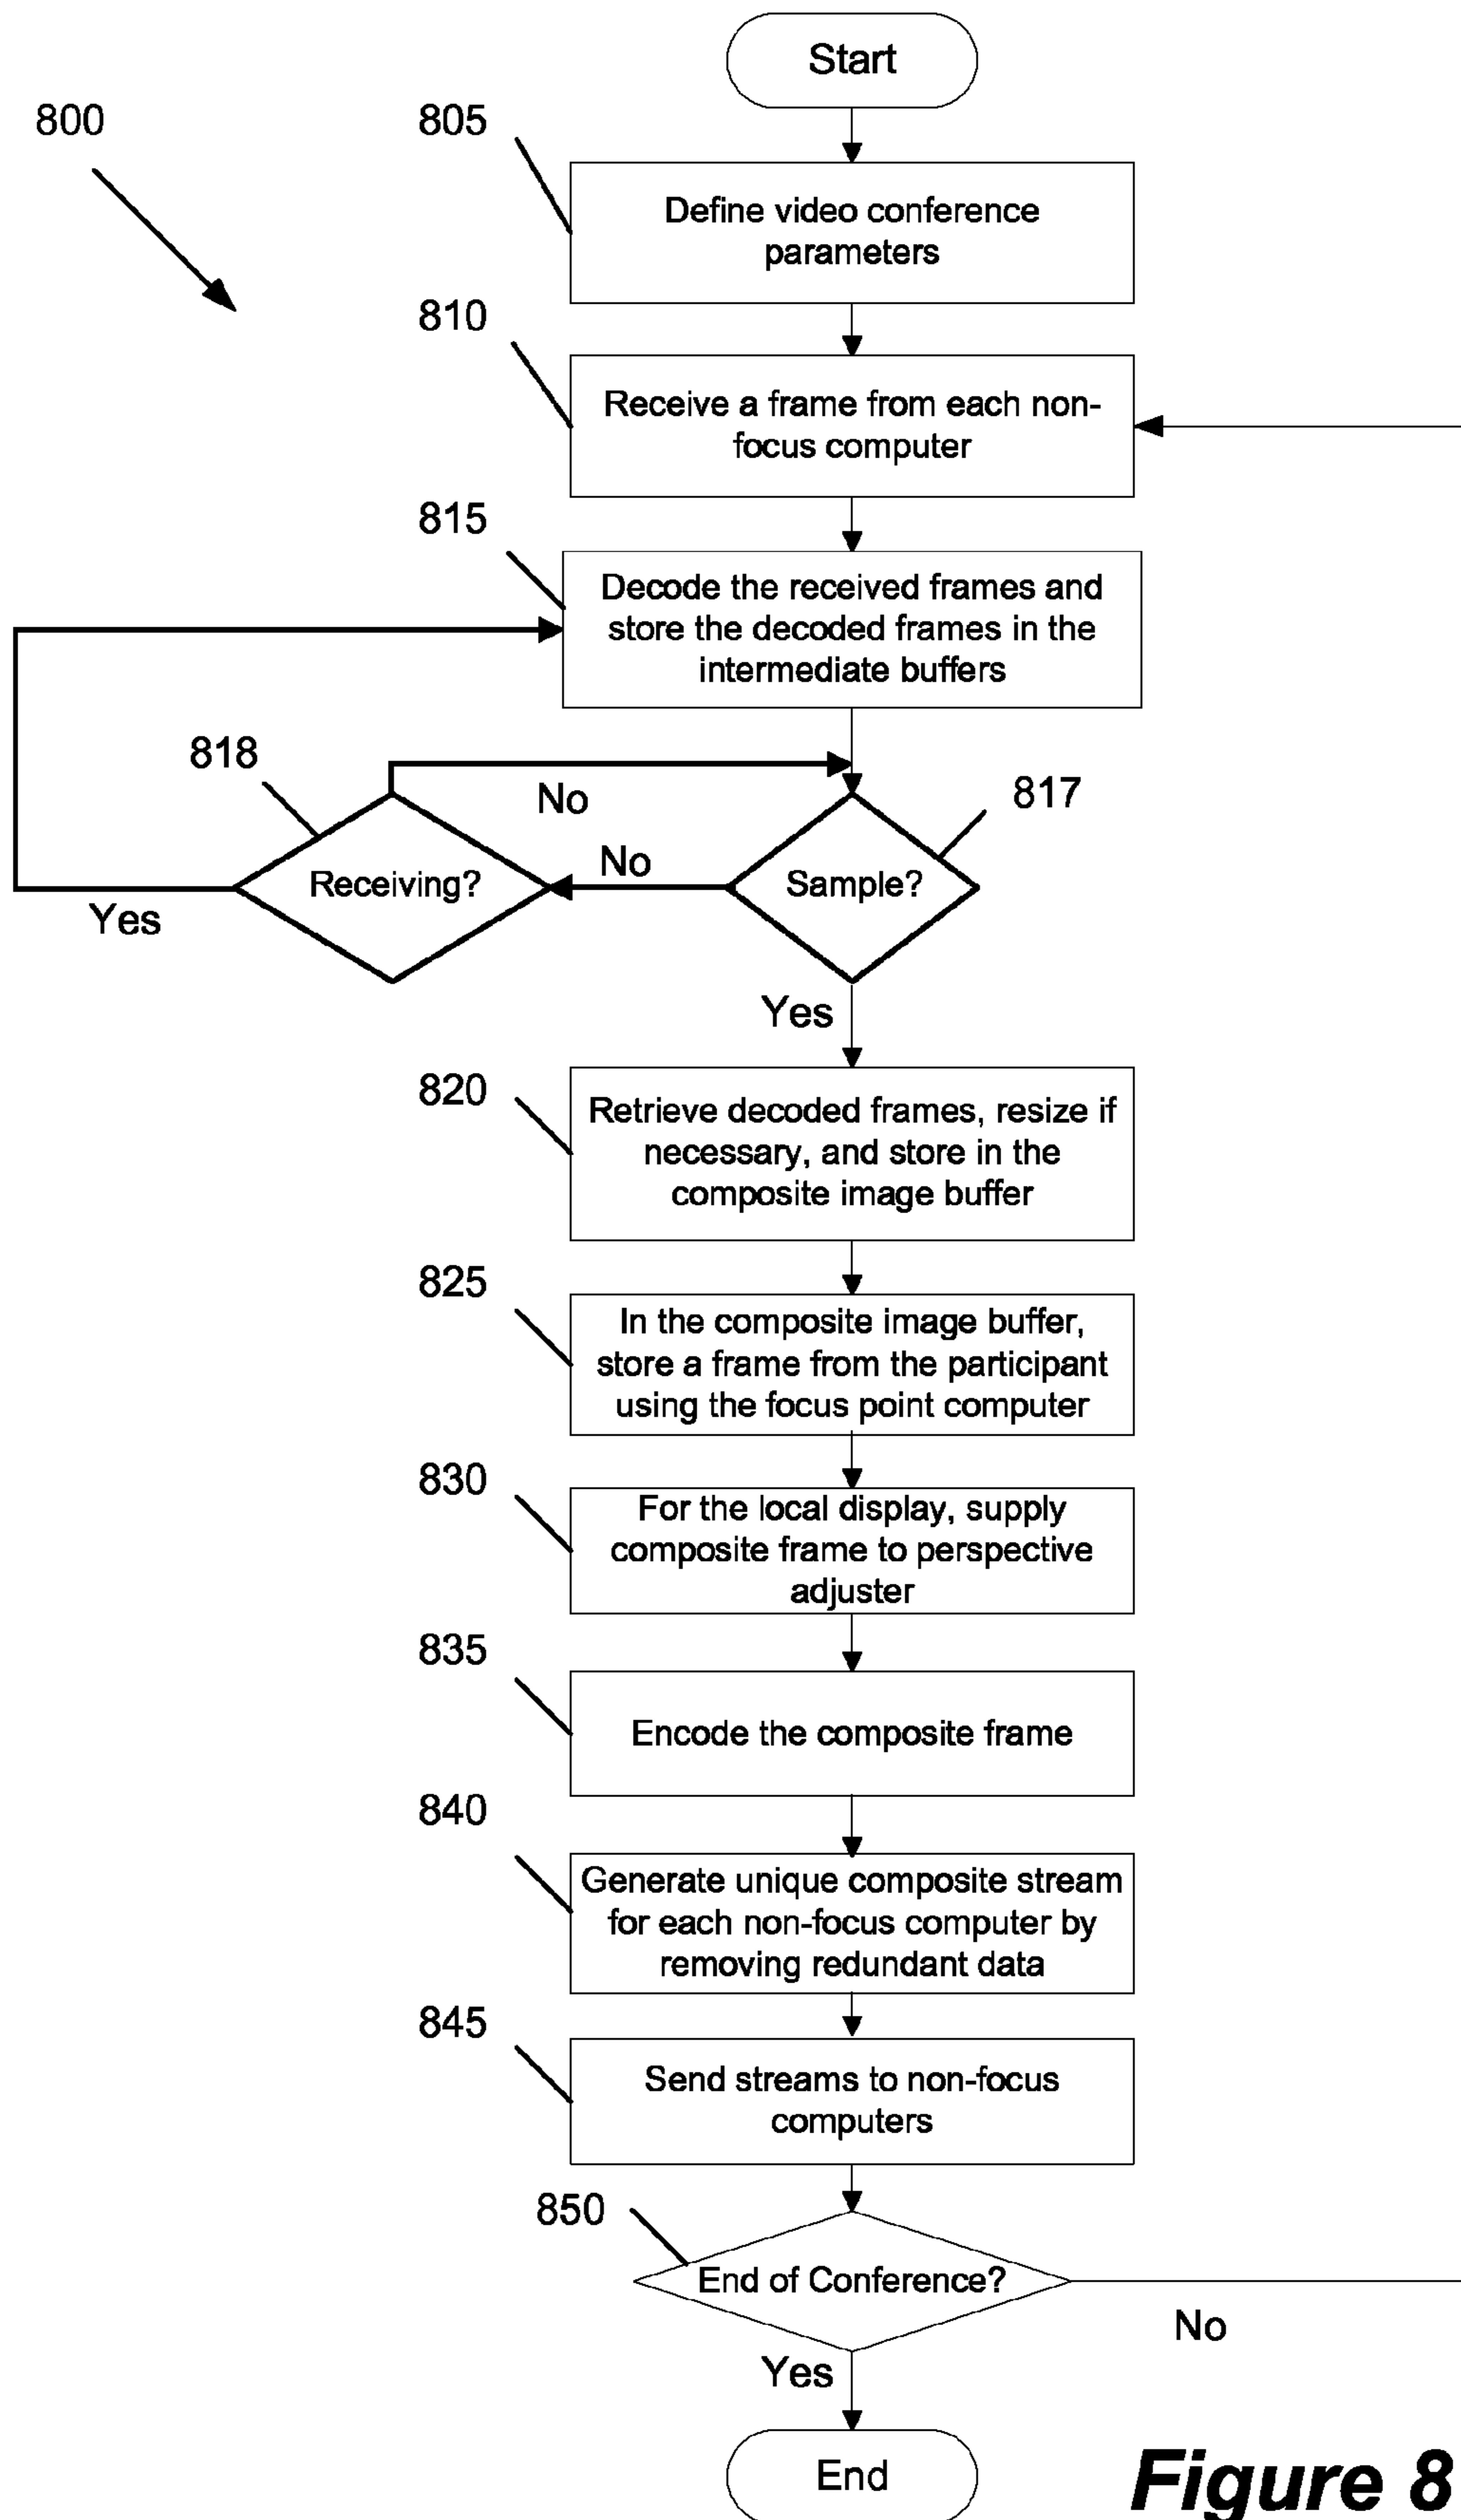 Start
800
805
Define video conference
parameters
810
Receive a frame from each non-
focus computer
815
Decode the received frames and
store the decoded frames in the
intermediate buffers
818
No
817
Receiving?
No
Sample?
Yes
Yes
820
Retrieve decoded frames, resize if
necessary, and store in the
composite image buffer
825
In the composite image buffer,
store a frame from the participant
using the focus point computer
830
For the local display, supply
composite frame to perspective
adjuster
835
Encode the composite frame
840
Generate unique composite stream
for each non-focus computer by
removing redundant data
845
Send streams to non-focus
computers
850
End of Conference?
No
Yes
End
Figure 8